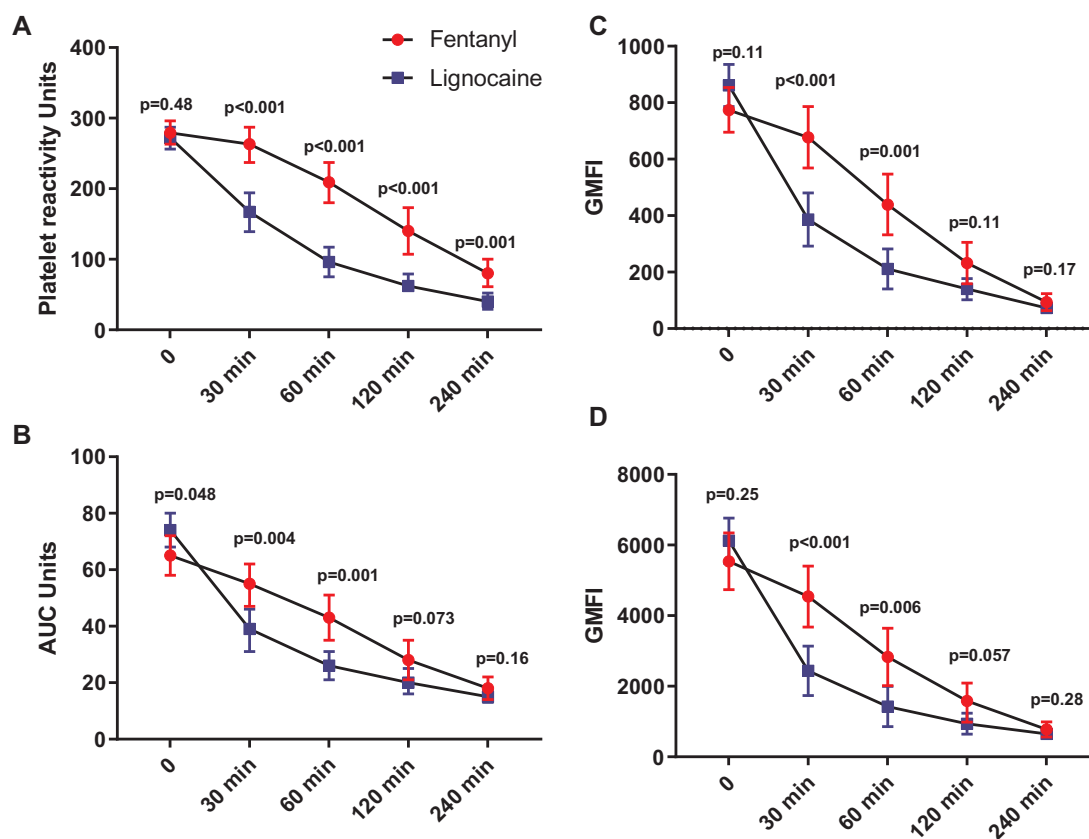 A
Platelet reactivity Units
400
300
200
100
0
Fentanyl
Lignocaine
p=0.48
p<0.001
p<0.001
p<0.001
p=0.001
0
30 min
60 min
120 min
240 min
C
GMFI
1000
800
600
400
200
0
p=0.11
p<0.001
p=0.001
p=0.11
p=0.17
0
30 min
60 min
120 min
240 min
B
AUC Units
100
80
60
40
20
0
p=0.048
p=0.004
p=0.001
p=0.073
p=0.16
0
30 min
60 min
120 min
240 min
D
GMFI
8000
6000
4000
2000
0
p=0.25
p<0.001
p=0.006
p=0.057
p=0.28
0
30 min
60 min
120 min
240 min